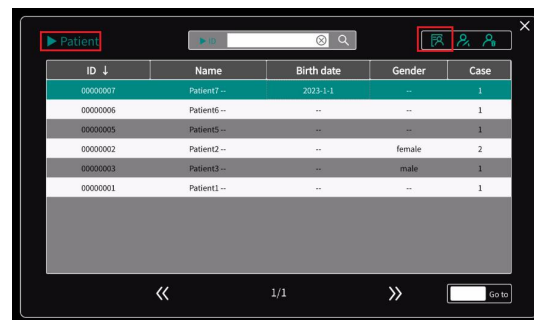 Patient
ID
ID ↓ Name Birth date Gender Case
00000007 Patient7 -- 2023-1-1 -- 1
00000006 Patient6 -- -- -- 1
00000005 Patient5 -- -- -- 1
00000002 Patient2 -- -- female 2
00000003 Patient3 -- -- male 1
00000001 Patient1 -- -- -- 1
1/1
Go to